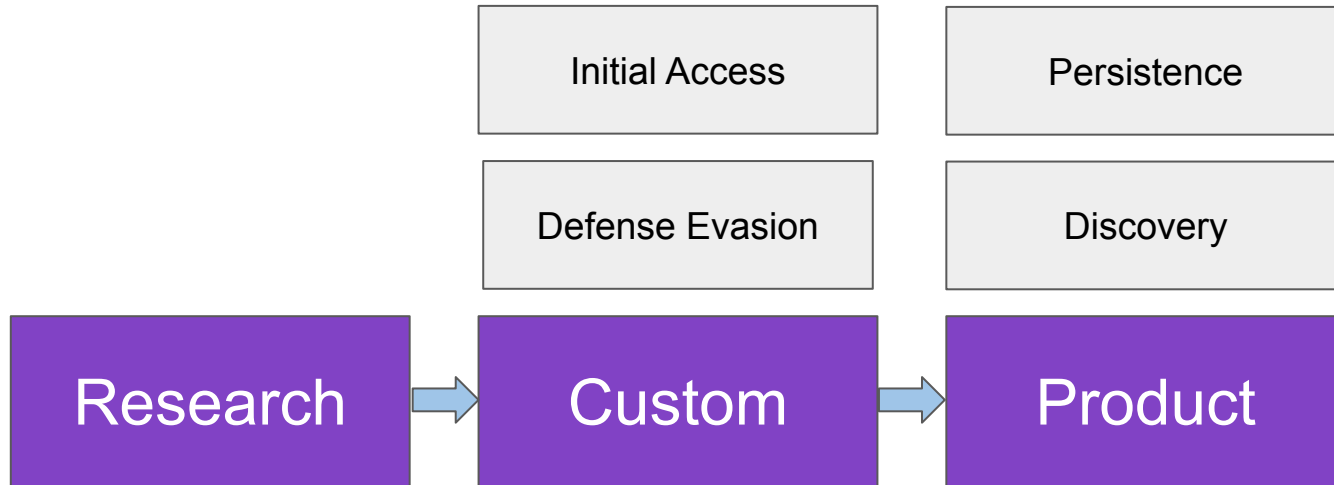 Initial Access
Persistence
Defense Evasion
Discovery
Research
Custom
Product